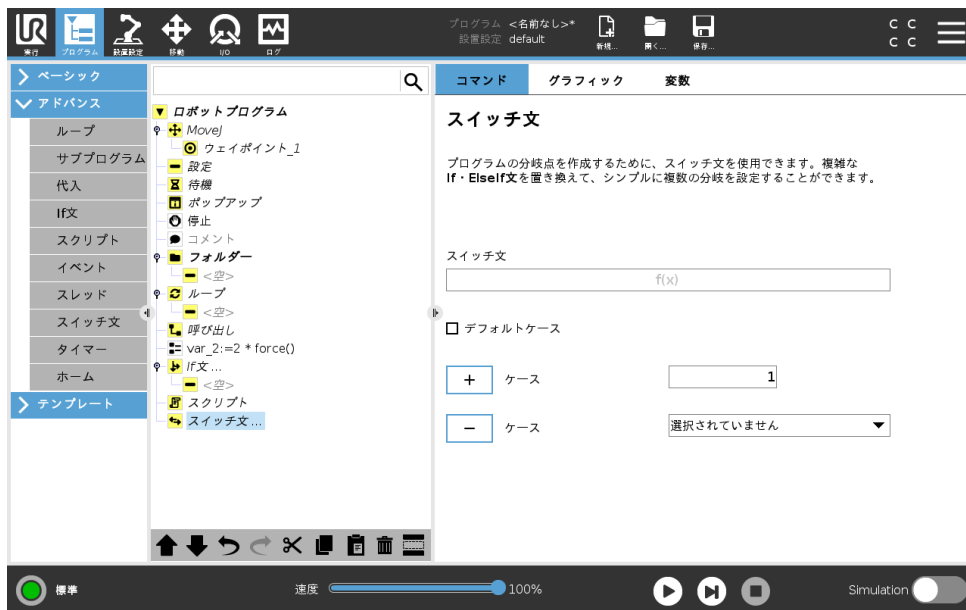 UR
プログラム <名前なし>*
設置設定 default
実行 プログラム 設置設定 移動 I/O ログ
新規... 開く... 保存...
C C
C C
ベーシック
アドバンス
ループ
サブプログラム
代入
If文
スクリプト
イベント
スレッド
スイッチ文
タイマー
ホーム
テンプレート
ロボットプログラム
MoveJ
ウェイポイント_1
設定
待機
ポップアップ
停止
コメント
フォルダー
<空>
ループ
<空>
呼び出し
var_2:=2 * force()
If文 ...
<空>
スクリプト
スイッチ文 ...
コマンド グラフィック 変数
スイッチ文
プログラムの分岐点を作成するために、スイッチ文を使用できます。複雑な
If・ElseIf文を置き換えて、シンプルに複数の分岐を設定することができます。
スイッチ文
f(x)
デフォルトケース
+ ケース 1
− ケース 選択されていません
標準 速度 100% Simulation